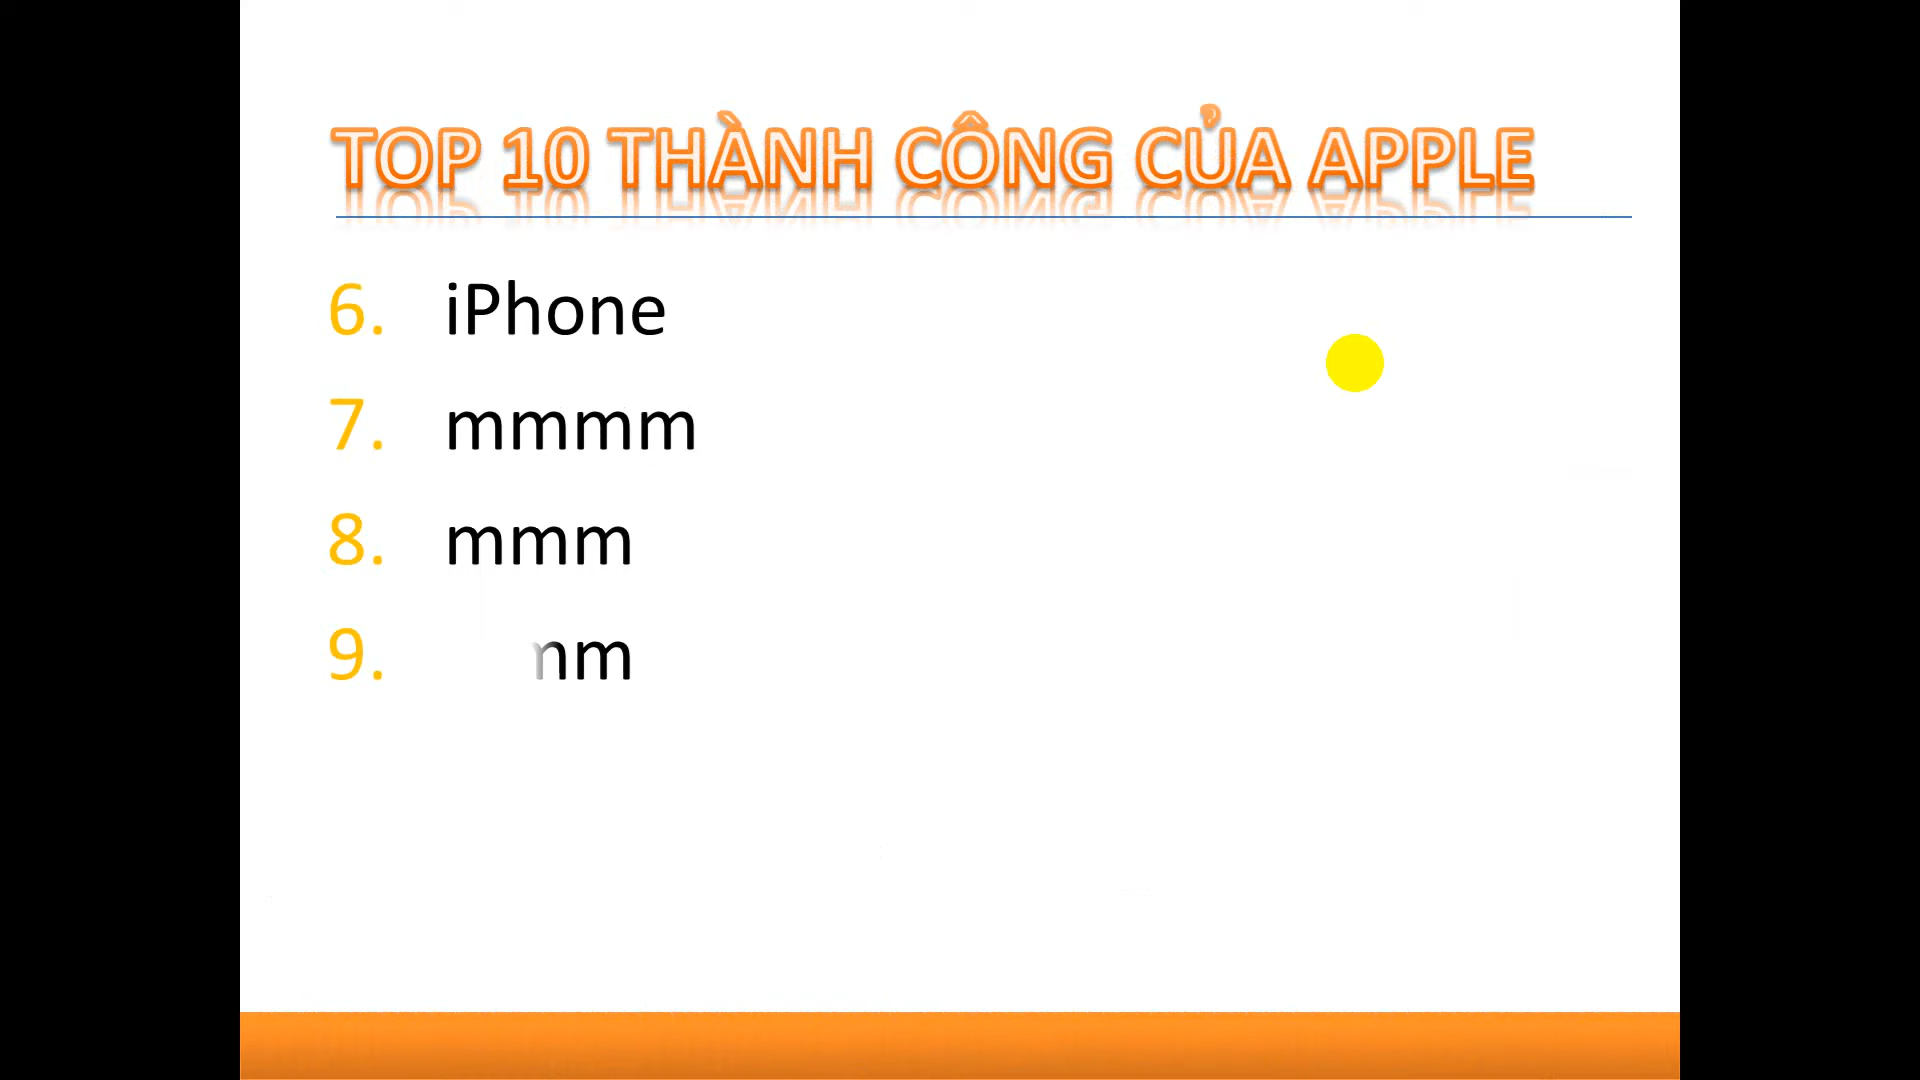 TOP 10 THÀNH CÔNG CỦA APPLE
6. iPhone
7. mmmm
8. mmm
9.